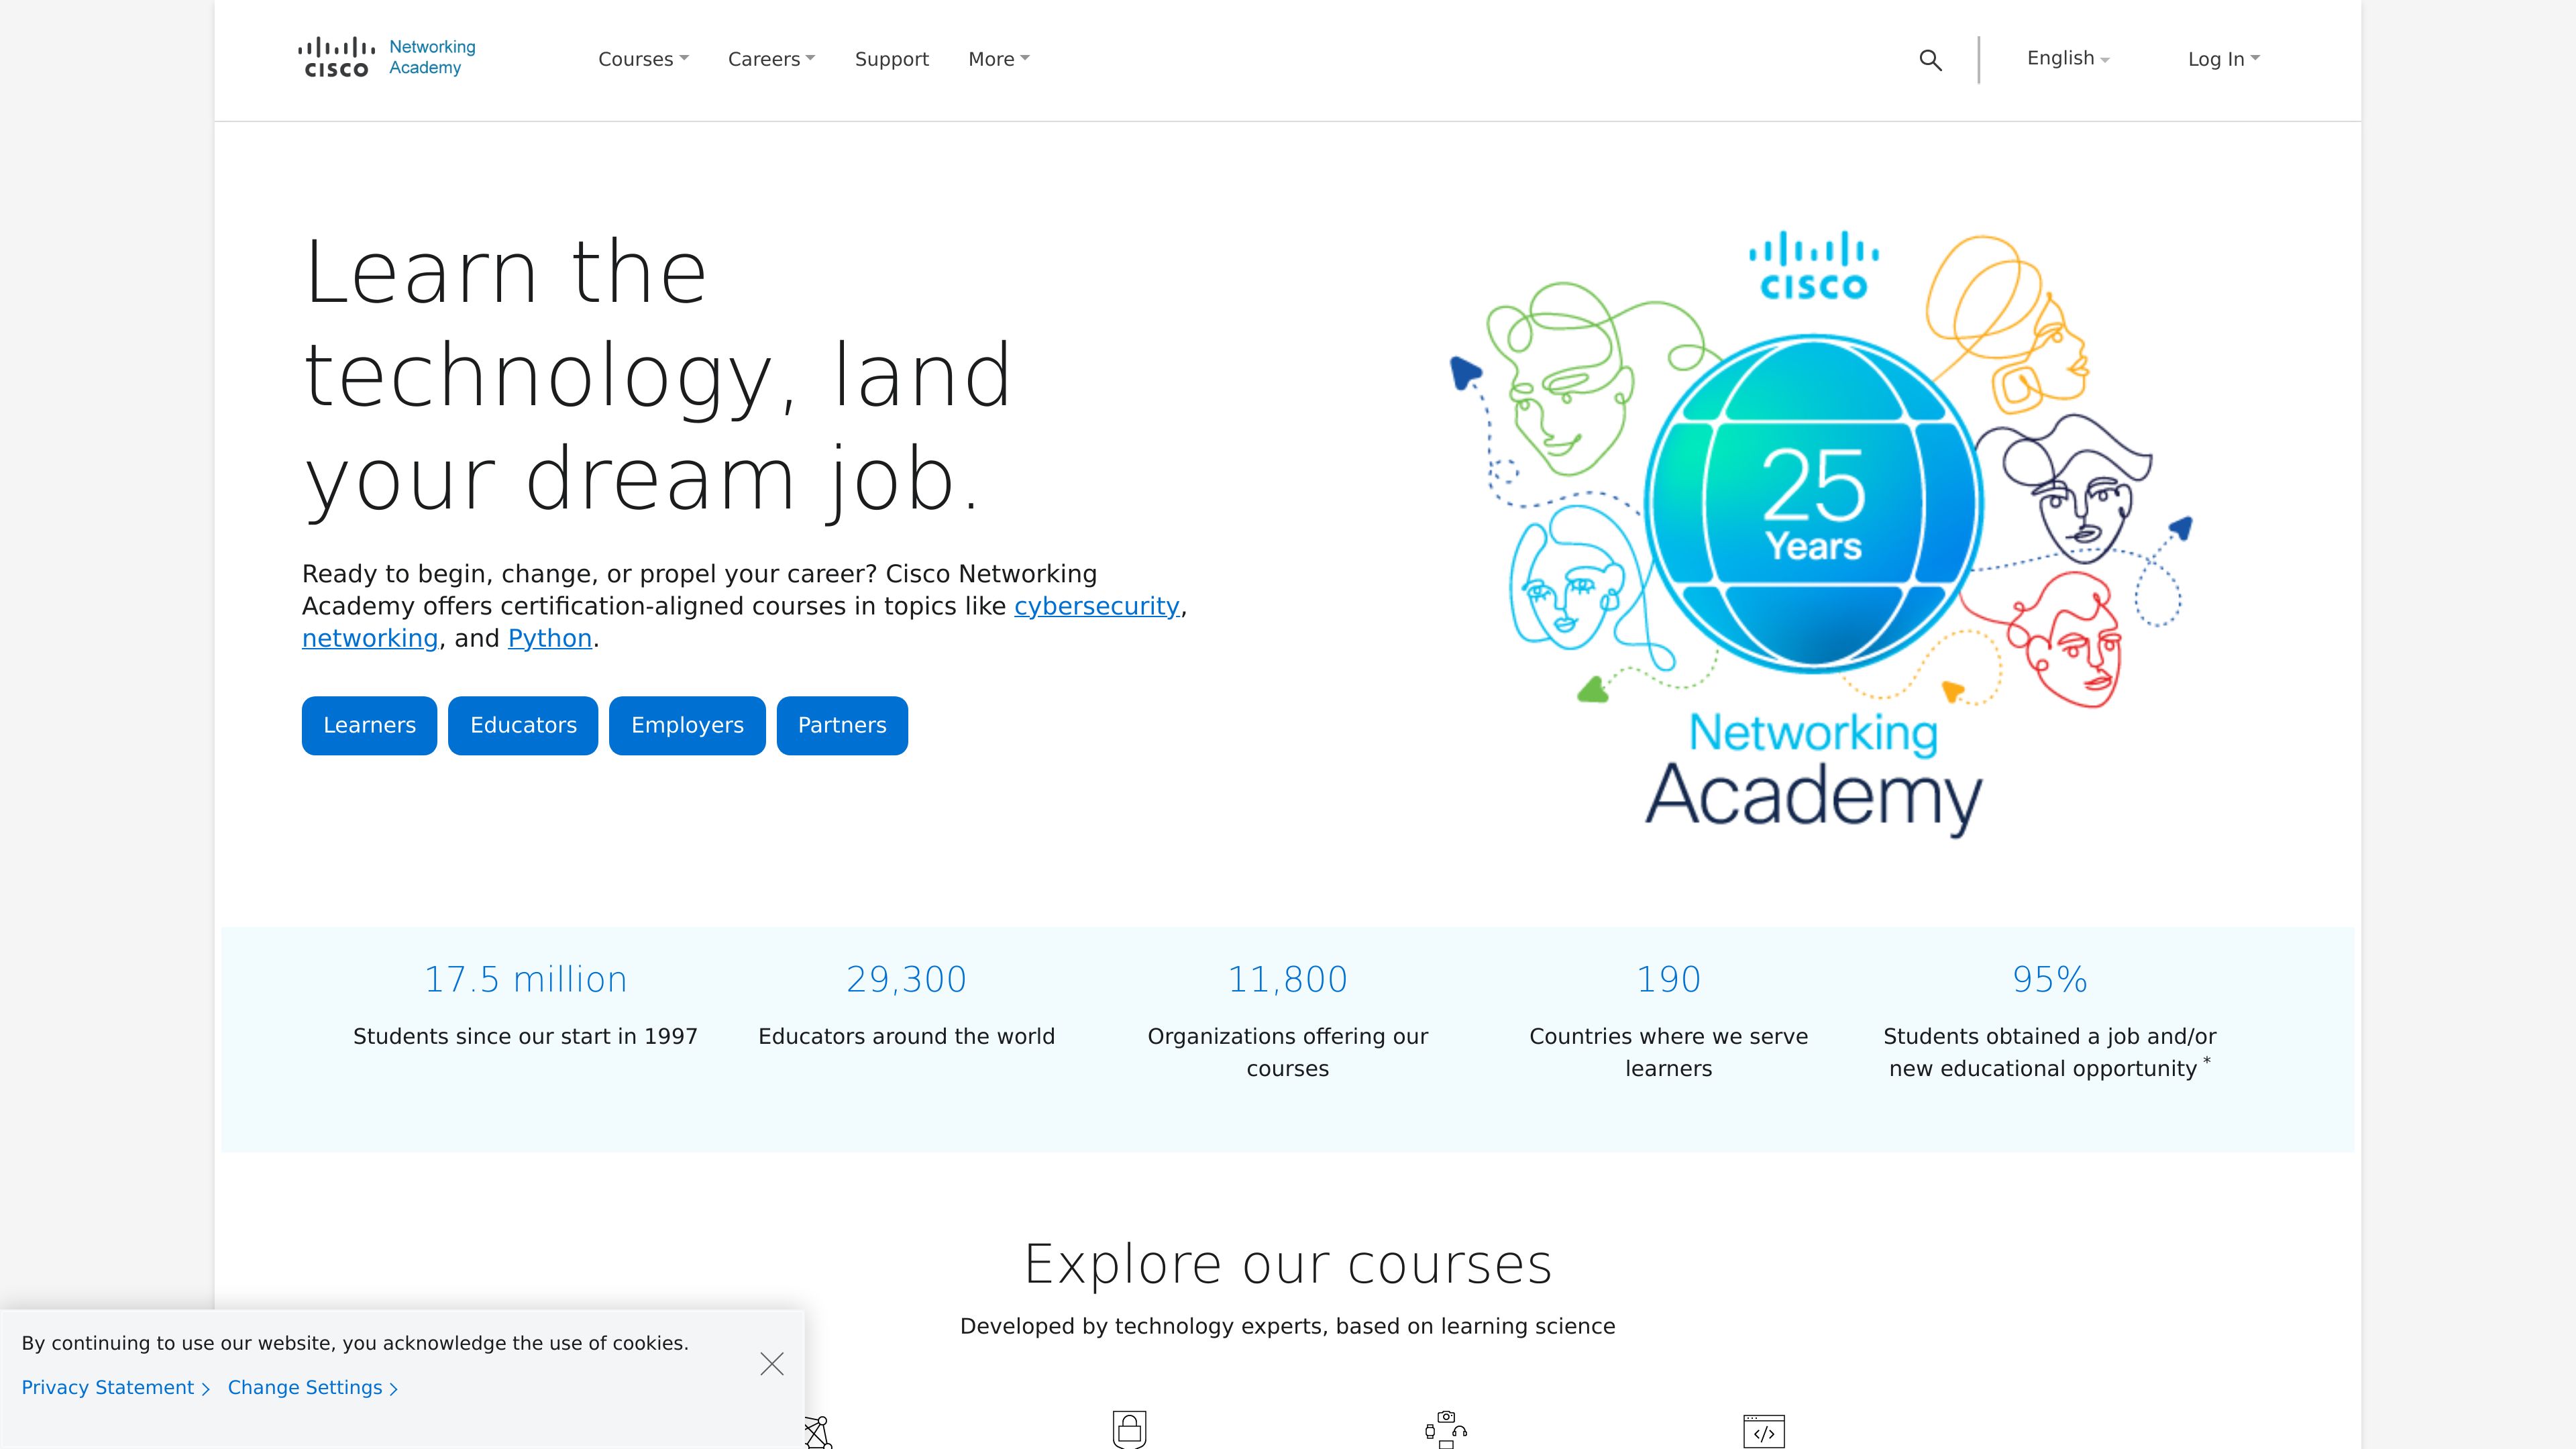 CISCO
Networking
Academy
Courses
Careers
Support
More
English
Log In
Learn the
technology, land
your dream job.
Ready to begin, change, or propel your career? Cisco Networking
Academy offers certification-aligned courses in topics like cybersecurity,
networking, and Python.
Learners
Educators
Employers
Partners
CISCO
25
Years
Networking
Academy
17.5 million
Students since our start in 1997
29,300
Educators around the world
11,800
Organizations offering our
courses
190
Countries where we serve
learners
95%
Students obtained a job and/or
new educational opportunity *
Explore our courses
Developed by technology experts, based on learning science
By continuing to use our website, you acknowledge the use of cookies.
Privacy Statement
Change Settings